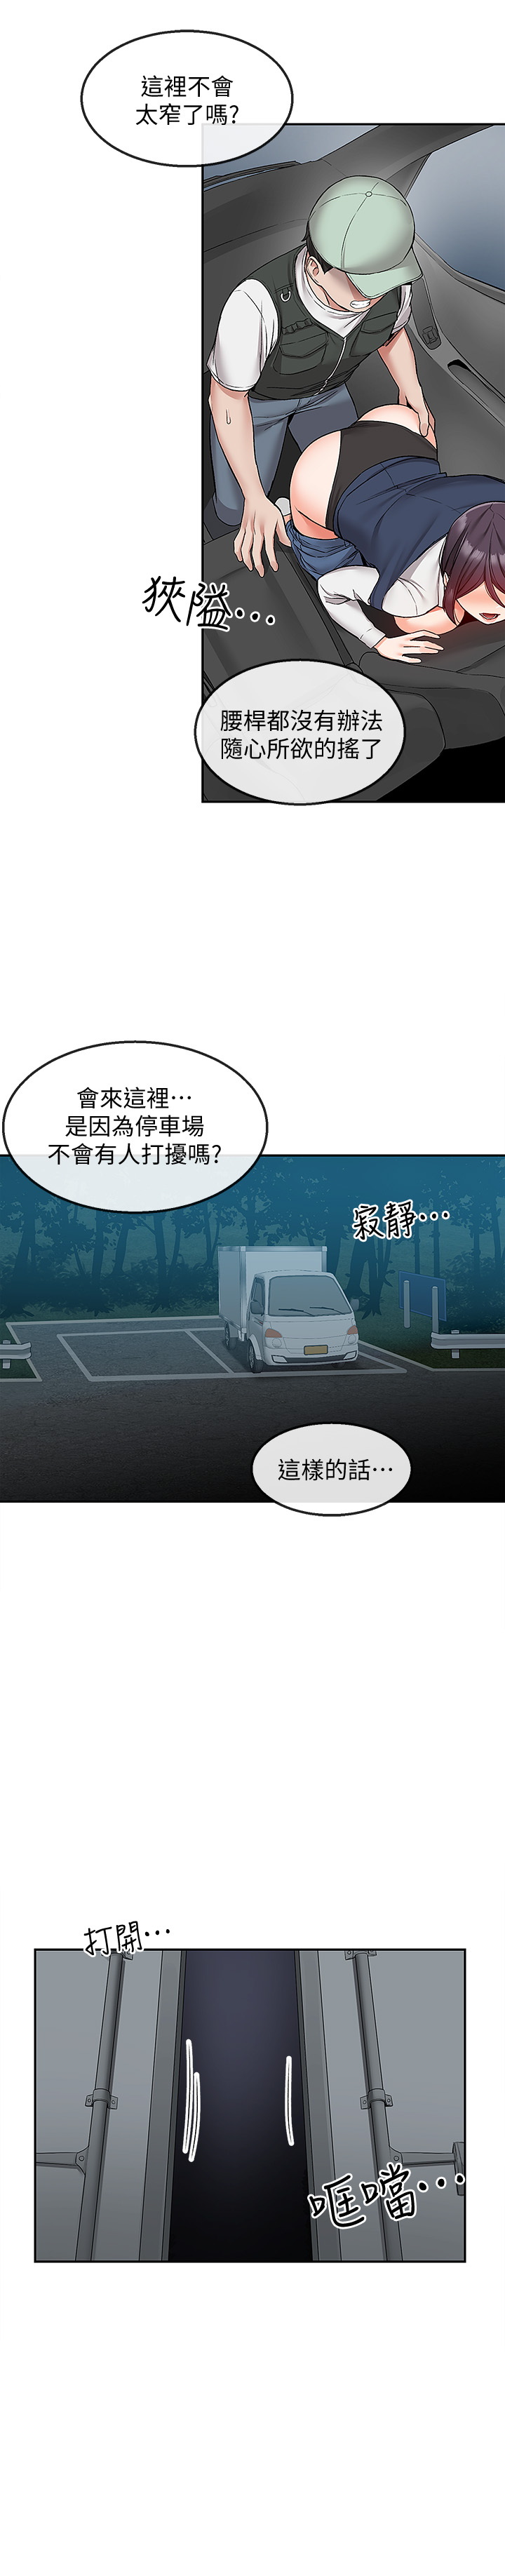 這裡不會
太窄了嗎?
狹隘…
腰桿都沒有辦法
隨心所欲的搖了
會來這裡…
是因為停車場
不會有人打擾嗎?
寂靜…
這樣的話…
打開…
哐噹…